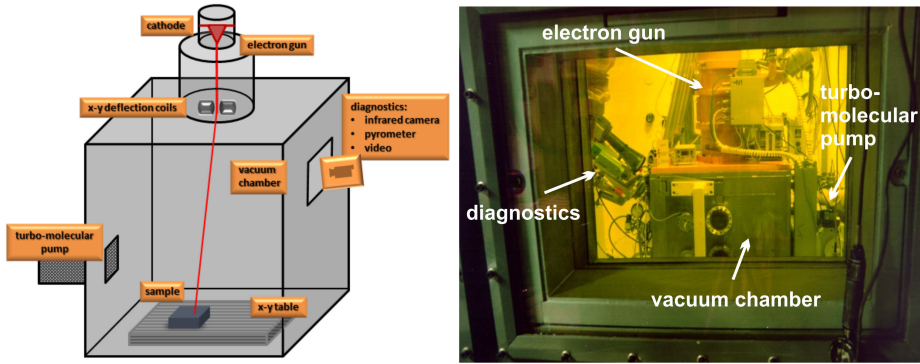 cathode
electron gun
x-y deflection coils
diagnostics:
• infrared camera
• pyrometer
• video
vacuum
chamber
turbo-molecular
pump
sample
x-y table
electron gun
turbo-
molecular
pump
diagnostics
vacuum chamber